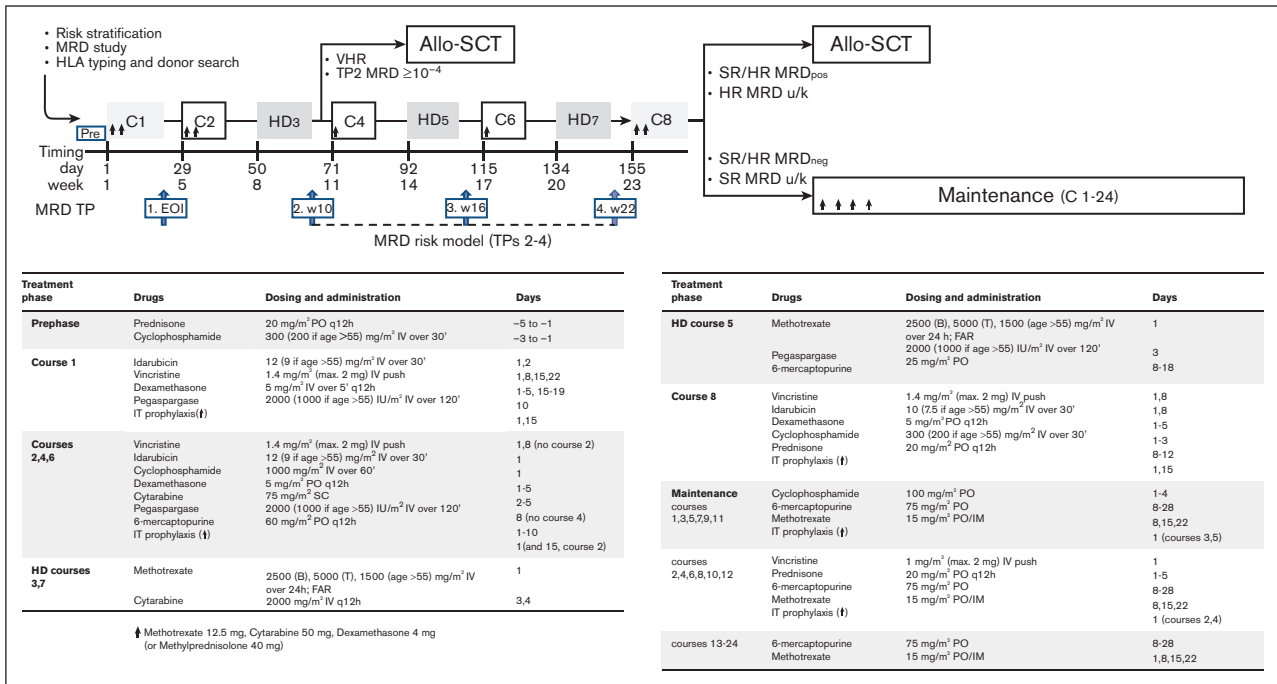 • Risk stratification
• MRD study
• HLA typing and donor search
Allo-SCT
• VHR
• TP2 MRD ≥10⁻⁴
Allo-SCT
• SR/HR MRDpos
• HR MRD u/k
Pre
C1
C2
HD3
C4
HD5
C6
HD7
C8
• SR/HR MRDneg
• SR MRD u/k
Maintenance (C 1-24)
Timing
day 1 29 50 71 92 115 134 155
week 1 5 8 11 14 17 20 23
MRD TP 1. EOI 2. w10 3. w16 4. w22
MRD risk model (TPs 2-4)
Treatment phase Drugs Dosing and administration Days
Prephase Prednisone 20 mg/m² PO q12h –5 to –1
Cyclophosphamide 300 (200 if age >55) mg/m² IV over 30' –3 to –1
Course 1 Idarubicin 12 (9 if age >55) mg/m² IV over 30' 1,2
Vincristine 1.4 mg/m² (max. 2 mg) IV push 1,8,15,22
Dexamethasone 5 mg/m² IV over 5' q12h 1-5, 15-19
Pegaspargase 2000 (1000 if age >55) IU/m² IV over 120' 10
IT prophylaxis(⬆) 1,15
Courses 2,4,6 Vincristine 1.4 mg/m² (max. 2 mg) IV push 1,8 (no course 2)
Idarubicin 12 (9 if age >55) mg/m² IV over 30' 1
Cyclophosphamide 1000 mg/m² IV over 60' 1
Dexamethasone 5 mg/m² PO q12h 1-5
Cytarabine 75 mg/m² SC 2-5
Pegaspargase 2000 (1000 if age >55) IU/m² IV over 120' 8 (no course 4)
6-mercaptopurine 60 mg/m² PO q12h 1-10
IT prophylaxis (⬆) 1(and 15, course 2)
HD courses 3,7 Methotrexate 2500 (B), 5000 (T), 1500 (age >55) mg/m² IV over 24h; FAR 1
Cytarabine 2000 mg/m² IV q12h 3,4
⬆ Methotrexate 12.5 mg, Cytarabine 50 mg, Dexamethasone 4 mg
(or Methylprednisolone 40 mg)
Treatment phase Drugs Dosing and administration Days
HD course 5 Methotrexate 2500 (B), 5000 (T), 1500 (age >55) mg/m² IV over 24 h; FAR 1
Pegaspargase 2000 (1000 if age >55) IU/m² IV over 120' 3
6-mercaptopurine 25 mg/m² PO 8-18
Course 8 Vincristine 1.4 mg/m² (max. 2 mg) IV push 1,8
Idarubicin 10 (7.5 if age >55) mg/m² IV over 30' 1,8
Dexamethasone 5 mg/m² PO q12h 1-5
Cyclophosphamide 300 (200 if age >55) mg/m² IV over 30' 1-3
Prednisone 20 mg/m² PO q12h 8-12
IT prophylaxis (⬆) 1,15
Maintenance courses 1,3,5,7,9,11 Cyclophosphamide 100 mg/m² PO 1-4
6-mercaptopurine 75 mg/m² PO 8-28
Methotrexate 15 mg/m² PO/IM 8,15,22
IT prophylaxis (⬆) 1 (courses 3,5)
courses 2,4,6,8,10,12 Vincristine 1 mg/m² (max. 2 mg) IV push 1
Prednisone 20 mg/m² PO q12h 1-5
6-mercaptopurine 75 mg/m² PO 8-28
Methotrexate 15 mg/m² PO/IM 8,15,22
IT prophylaxis (⬆) 1 (courses 2,4)
courses 13-24 6-mercaptopurine 75 mg/m² PO 8-28
Methotrexate 15 mg/m² PO/IM 1,8,15,22